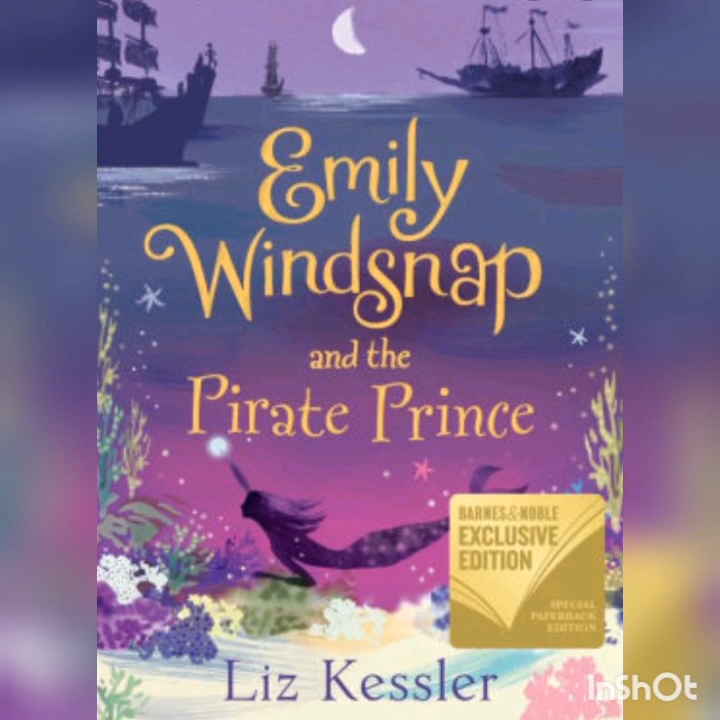 Emily
Windsnap
and the
Pirate Prince
BARNES&NOBLE
EXCLUSIVE
EDITION
SPECIAL
PAPERBACK
EDITION
Liz Kessler
InShOt